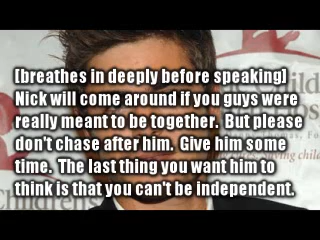 [breathes in deeply before speaking]
Nick will come around if you guys were
really meant to be together.  But please
don't chase after him.  Give him some
time.  The last thing you want him to
think is that you can't be independent.